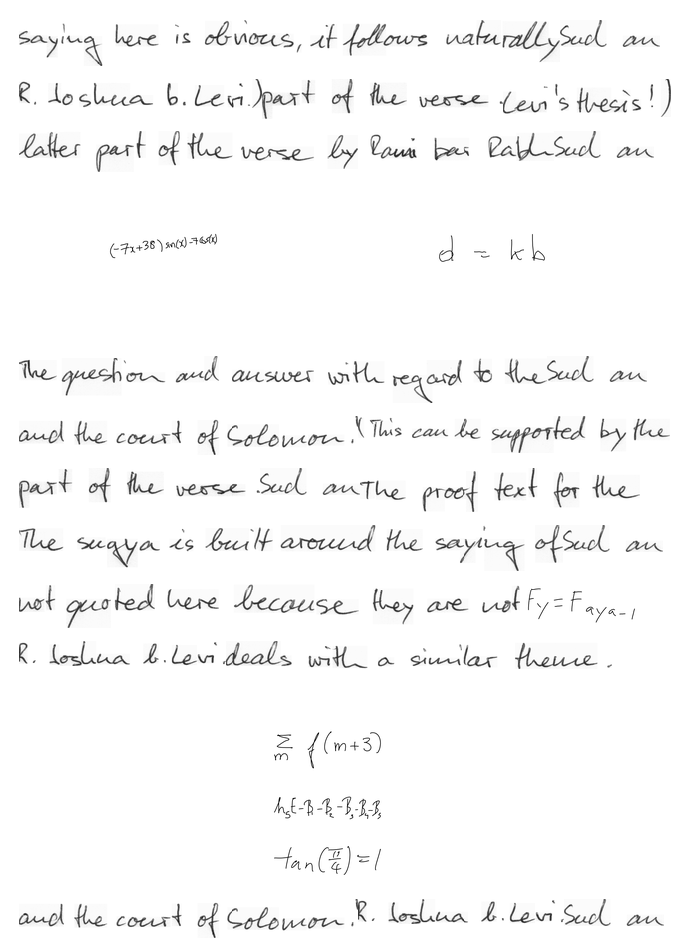 saying here is obvious, it follows naturally Sud an
R. Joshua b. Levi.) part of the verse Levi's thesis!)
latter part of the verse by Rami bar Rabh Sud an
(-7x+38) sin(x) -7 cos(x)
d = kb
The question and answer with regard to the Sud an
and the court of Solomon." This can be supported by the
part of the verse. Sud an The proof text for the
The sugya is built around the saying of Sud an
not quoted here because they are not F_y = F_{aya-1}
R. Joshua b. Levi deals with a similar theme.
∑_m f(m+3)
h_5 E-B_1-B_2-B_3-B_4-B_5
tan(π/4) = 1
and the court of Solomon. R. Joshua b. Levi. Sud an